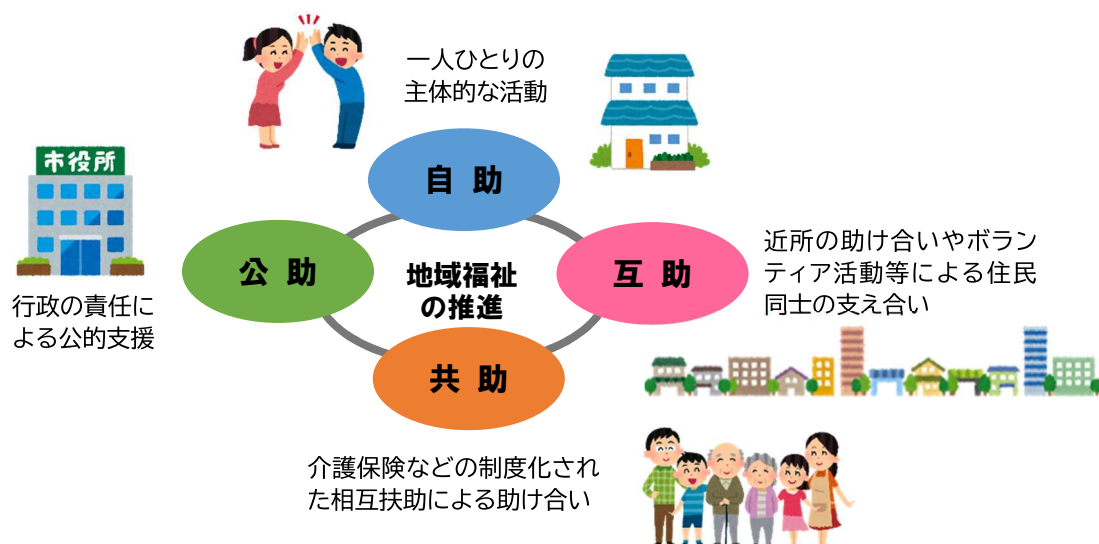 一人ひとりの
主体的な活動
市役所
自 助
公 助
地域福祉
の推進
互 助
近所の助け合いやボラン
ティア活動等による住民
同士の支え合い
行政の責任に
よる公的支援
共 助
介護保険などの制度化され
た相互扶助による助け合い